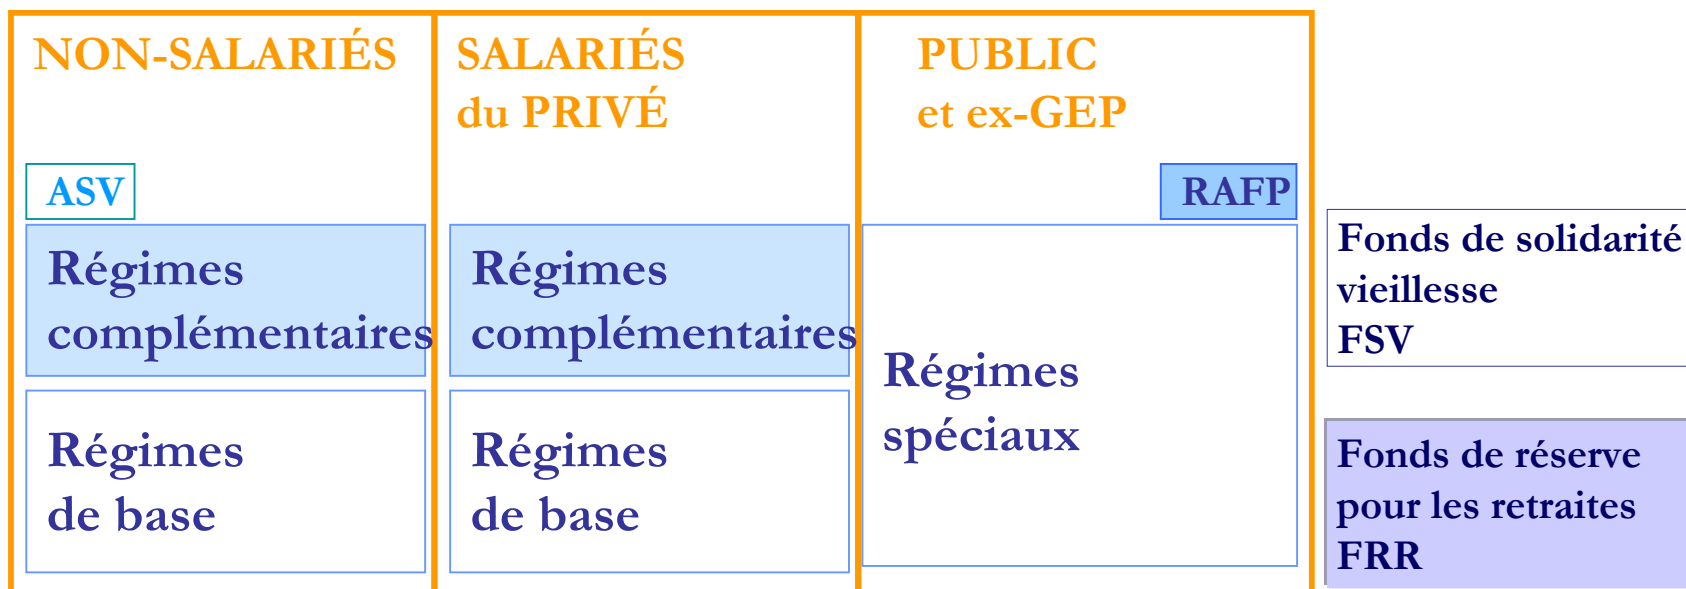 NON-SALARIÉS
ASV
Régimes
complémentaires
Régimes
de base
SALARIÉS
du PRIVÉ
Régimes
complémentaires
Régimes
de base
PUBLIC
et ex-GEP
RAFP
Régimes
spéciaux
Fonds de solidarité
vieillesse
FSV
Fonds de réserve
pour les retraites
FRR